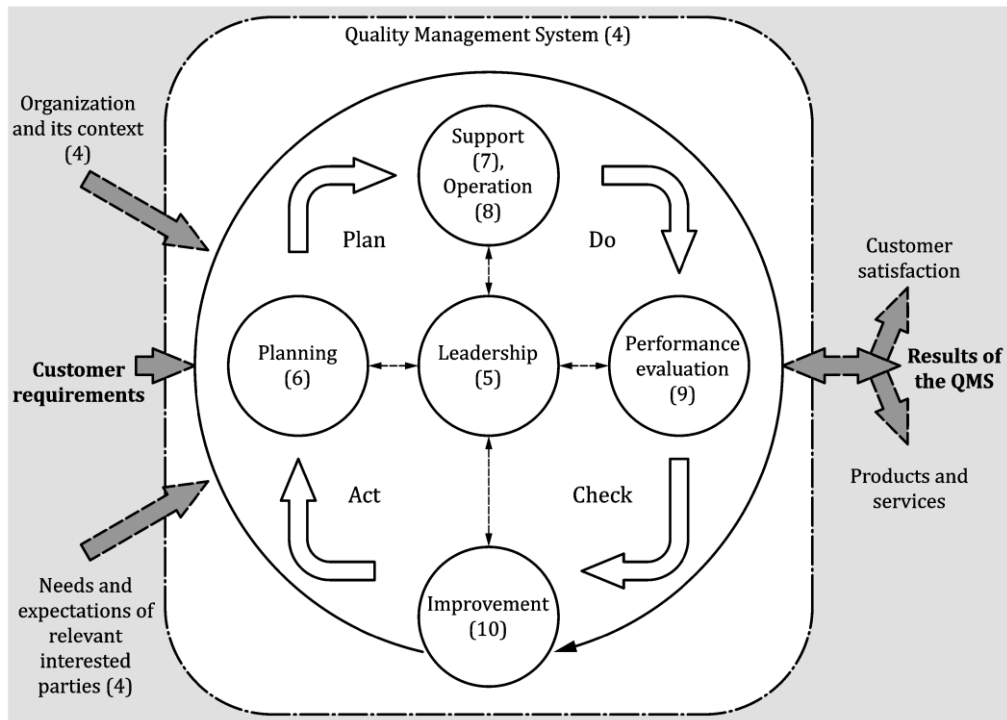 Quality Management System (4)
Organization
and its context
(4)
Support
(7),
Operation
(8)
Plan
Do
Customer
satisfaction
Customer
requirements
Planning
(6)
Leadership
(5)
Performance
evaluation
(9)
Results of
the QMS
Act
Check
Products and
services
Needs and
expectations of
relevant
interested
parties (4)
Improvement
(10)